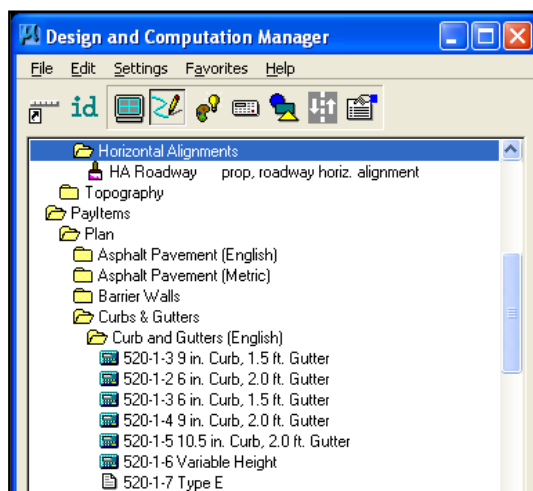 Design and Computation Manager
File Edit Settings Favorites Help
id
Horizontal Alignments
HA Roadway prop, roadway horiz. alignment
Topography
PayItems
Plan
Asphalt Pavement (English)
Asphalt Pavement (Metric)
Barrier Walls
Curbs & Gutters
Curb and Gutters (English)
520-1-3 9 in. Curb, 1.5 ft. Gutter
520-1-2 6 in. Curb, 2.0 ft. Gutter
520-1-3 6 in. Curb, 1.5 ft. Gutter
520-1-4 9 in. Curb, 2.0 ft. Gutter
520-1-5 10.5 in. Curb, 2.0 ft. Gutter
520-1-6 Variable Height
520-1-7 Type E